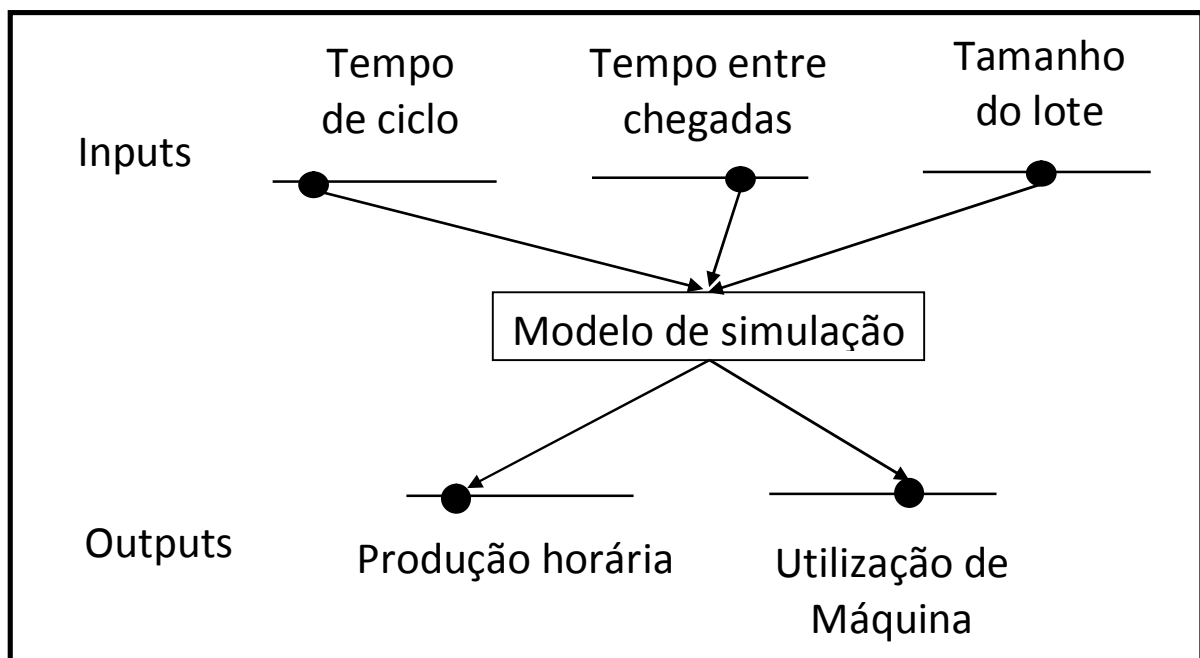 Tempo
de ciclo
Tempo entre
chegadas
Tamanho
do lote
Inputs
Modelo de simulação
Outputs
Produção horária
Utilização de
Máquina